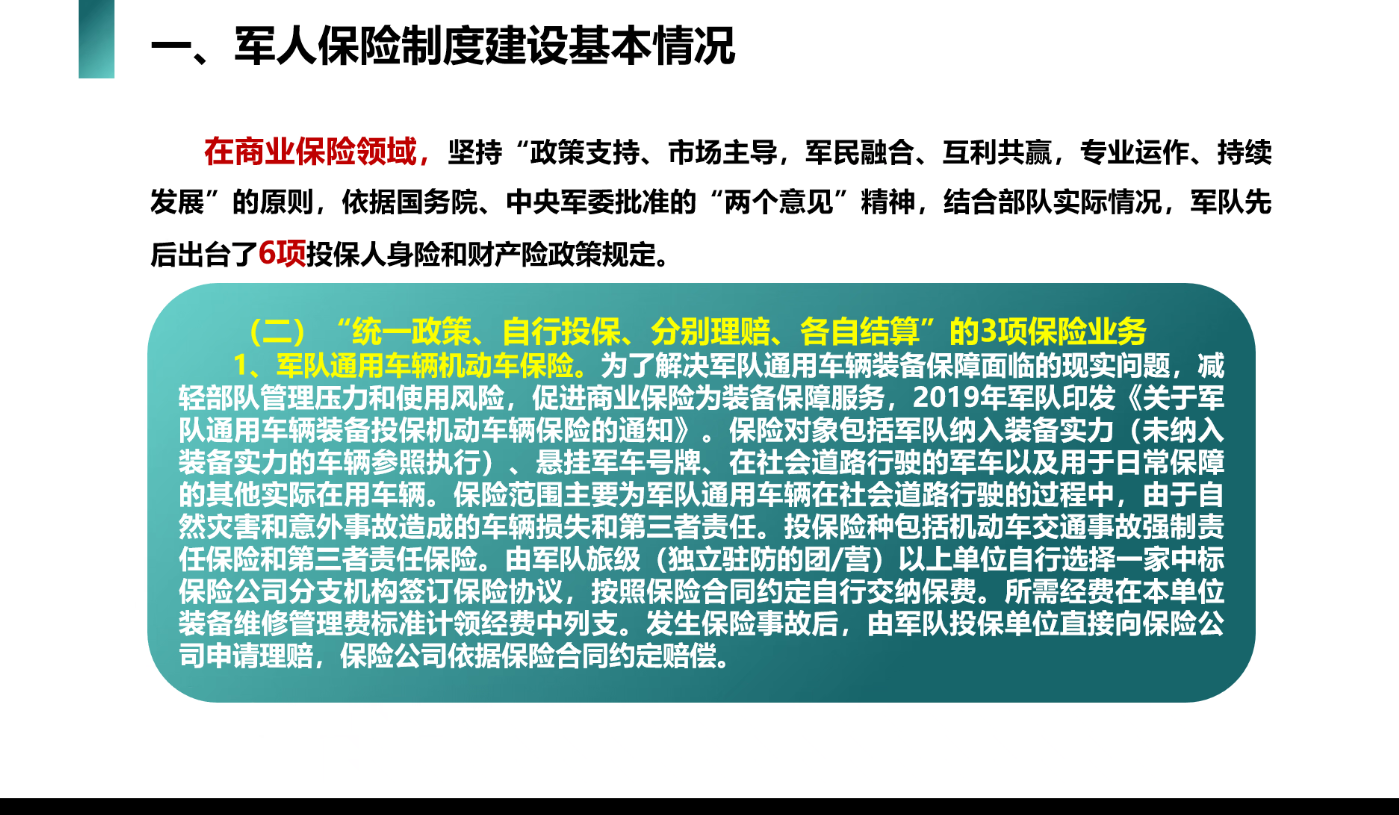 一、军人保险制度建设基本情况
在商业保险领域，坚持“政策支持、市场主导，军民融合、互利共赢，专业运作、持续
发展”的原则，依据国务院、中央军委批准的“两个意见”精神，结合部队实际情况，军队先
后出台了6项投保人身险和财产险政策规定。
（二）“统一政策、自行投保、分别理赔、各自结算”的3项保险业务
1、军队通用车辆机动车保险。为了解决军队通用车辆装备保障面临的现实问题，减
轻部队管理压力和使用风险，促进商业保险为装备保障服务，2019年军队印发《关于军
队通用车辆装备投保机动车辆保险的通知》。保险对象包括军队纳入装备实力（未纳入
装备实力的车辆参照执行）、悬挂军车号牌、在社会道路行驶的军车以及用于日常保障
的其他实际在用车辆。保险范围主要为军队通用车辆在社会道路行驶的过程中，由于自
然灾害和意外事故造成的车辆损失和第三者责任。投保险种包括机动车交通事故强制责
任保险和第三者责任保险。由军队旅级（独立驻防的团/营）以上单位自行选择一家中标
保险公司分支机构签订保险协议，按照保险合同约定自行交纳保费。所需经费在本单位
装备维修管理费标准计领经费中列支。发生保险事故后，由军队投保单位直接向保险公
司申请理赔，保险公司依据保险合同约定赔偿。